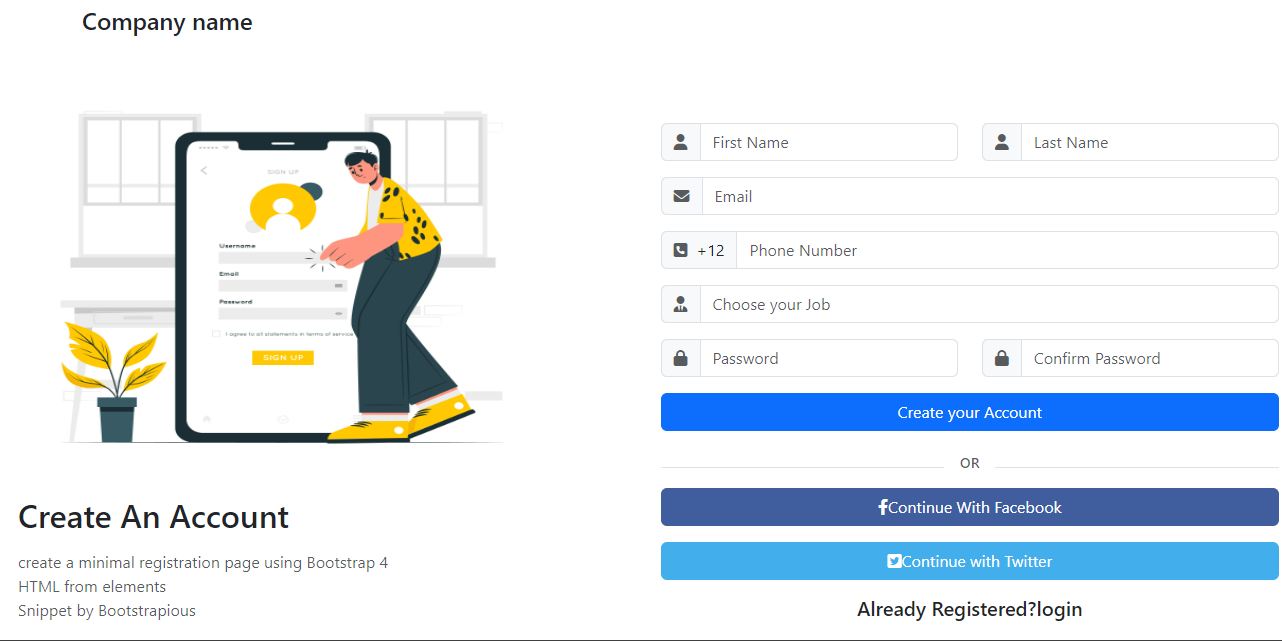 Company name
SIGN UP
Username
Email
Password
I agree to all statements in terms of service
SIGN UP
Create An Account
create a minimal registration page using Bootstrap 4
HTML from elements
Snippet by Bootstrapious
First Name
Last Name
Email
+12
Phone Number
Choose your Job
Password
Confirm Password
Create your Account
OR
Continue With Facebook
Continue with Twitter
Already Registered?login